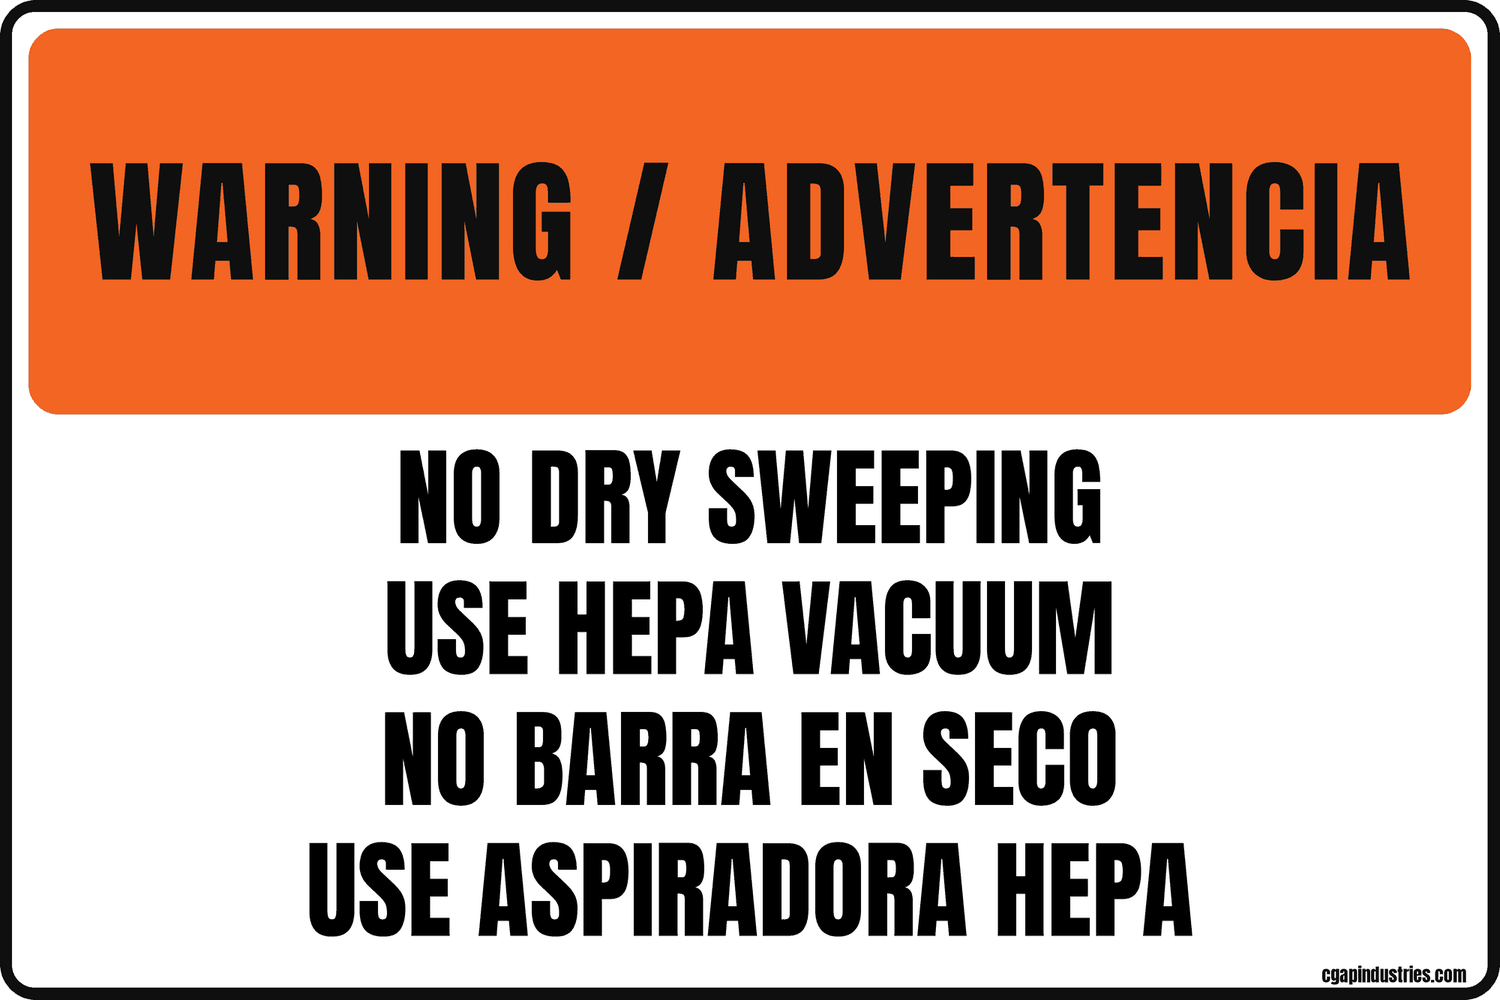 WARNING / ADVERTENCIA
NO DRY SWEEPING
USE HEPA VACUUM
NO BARRA EN SECO
USE ASPIRADORA HEPA
cgapindustries.com